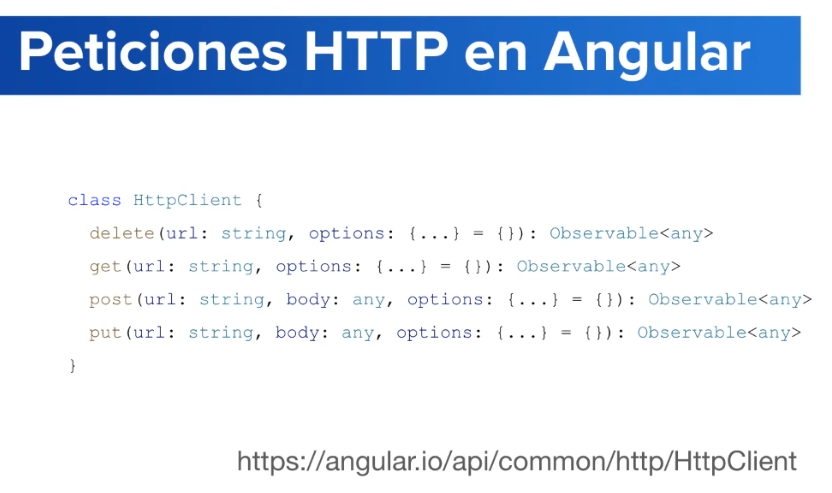 Peticiones HTTP en Angular
class HttpClient {
delete(url: string, options: {...} = {}): Observable<any>
get(url: string, options: {...} = {}): Observable<any>
post(url: string, body: any, options: {...} = {}): Observable<any>
put(url: string, body: any, options: {...} = {}): Observable<any>
}
https://angular.io/api/common/http/HttpClient